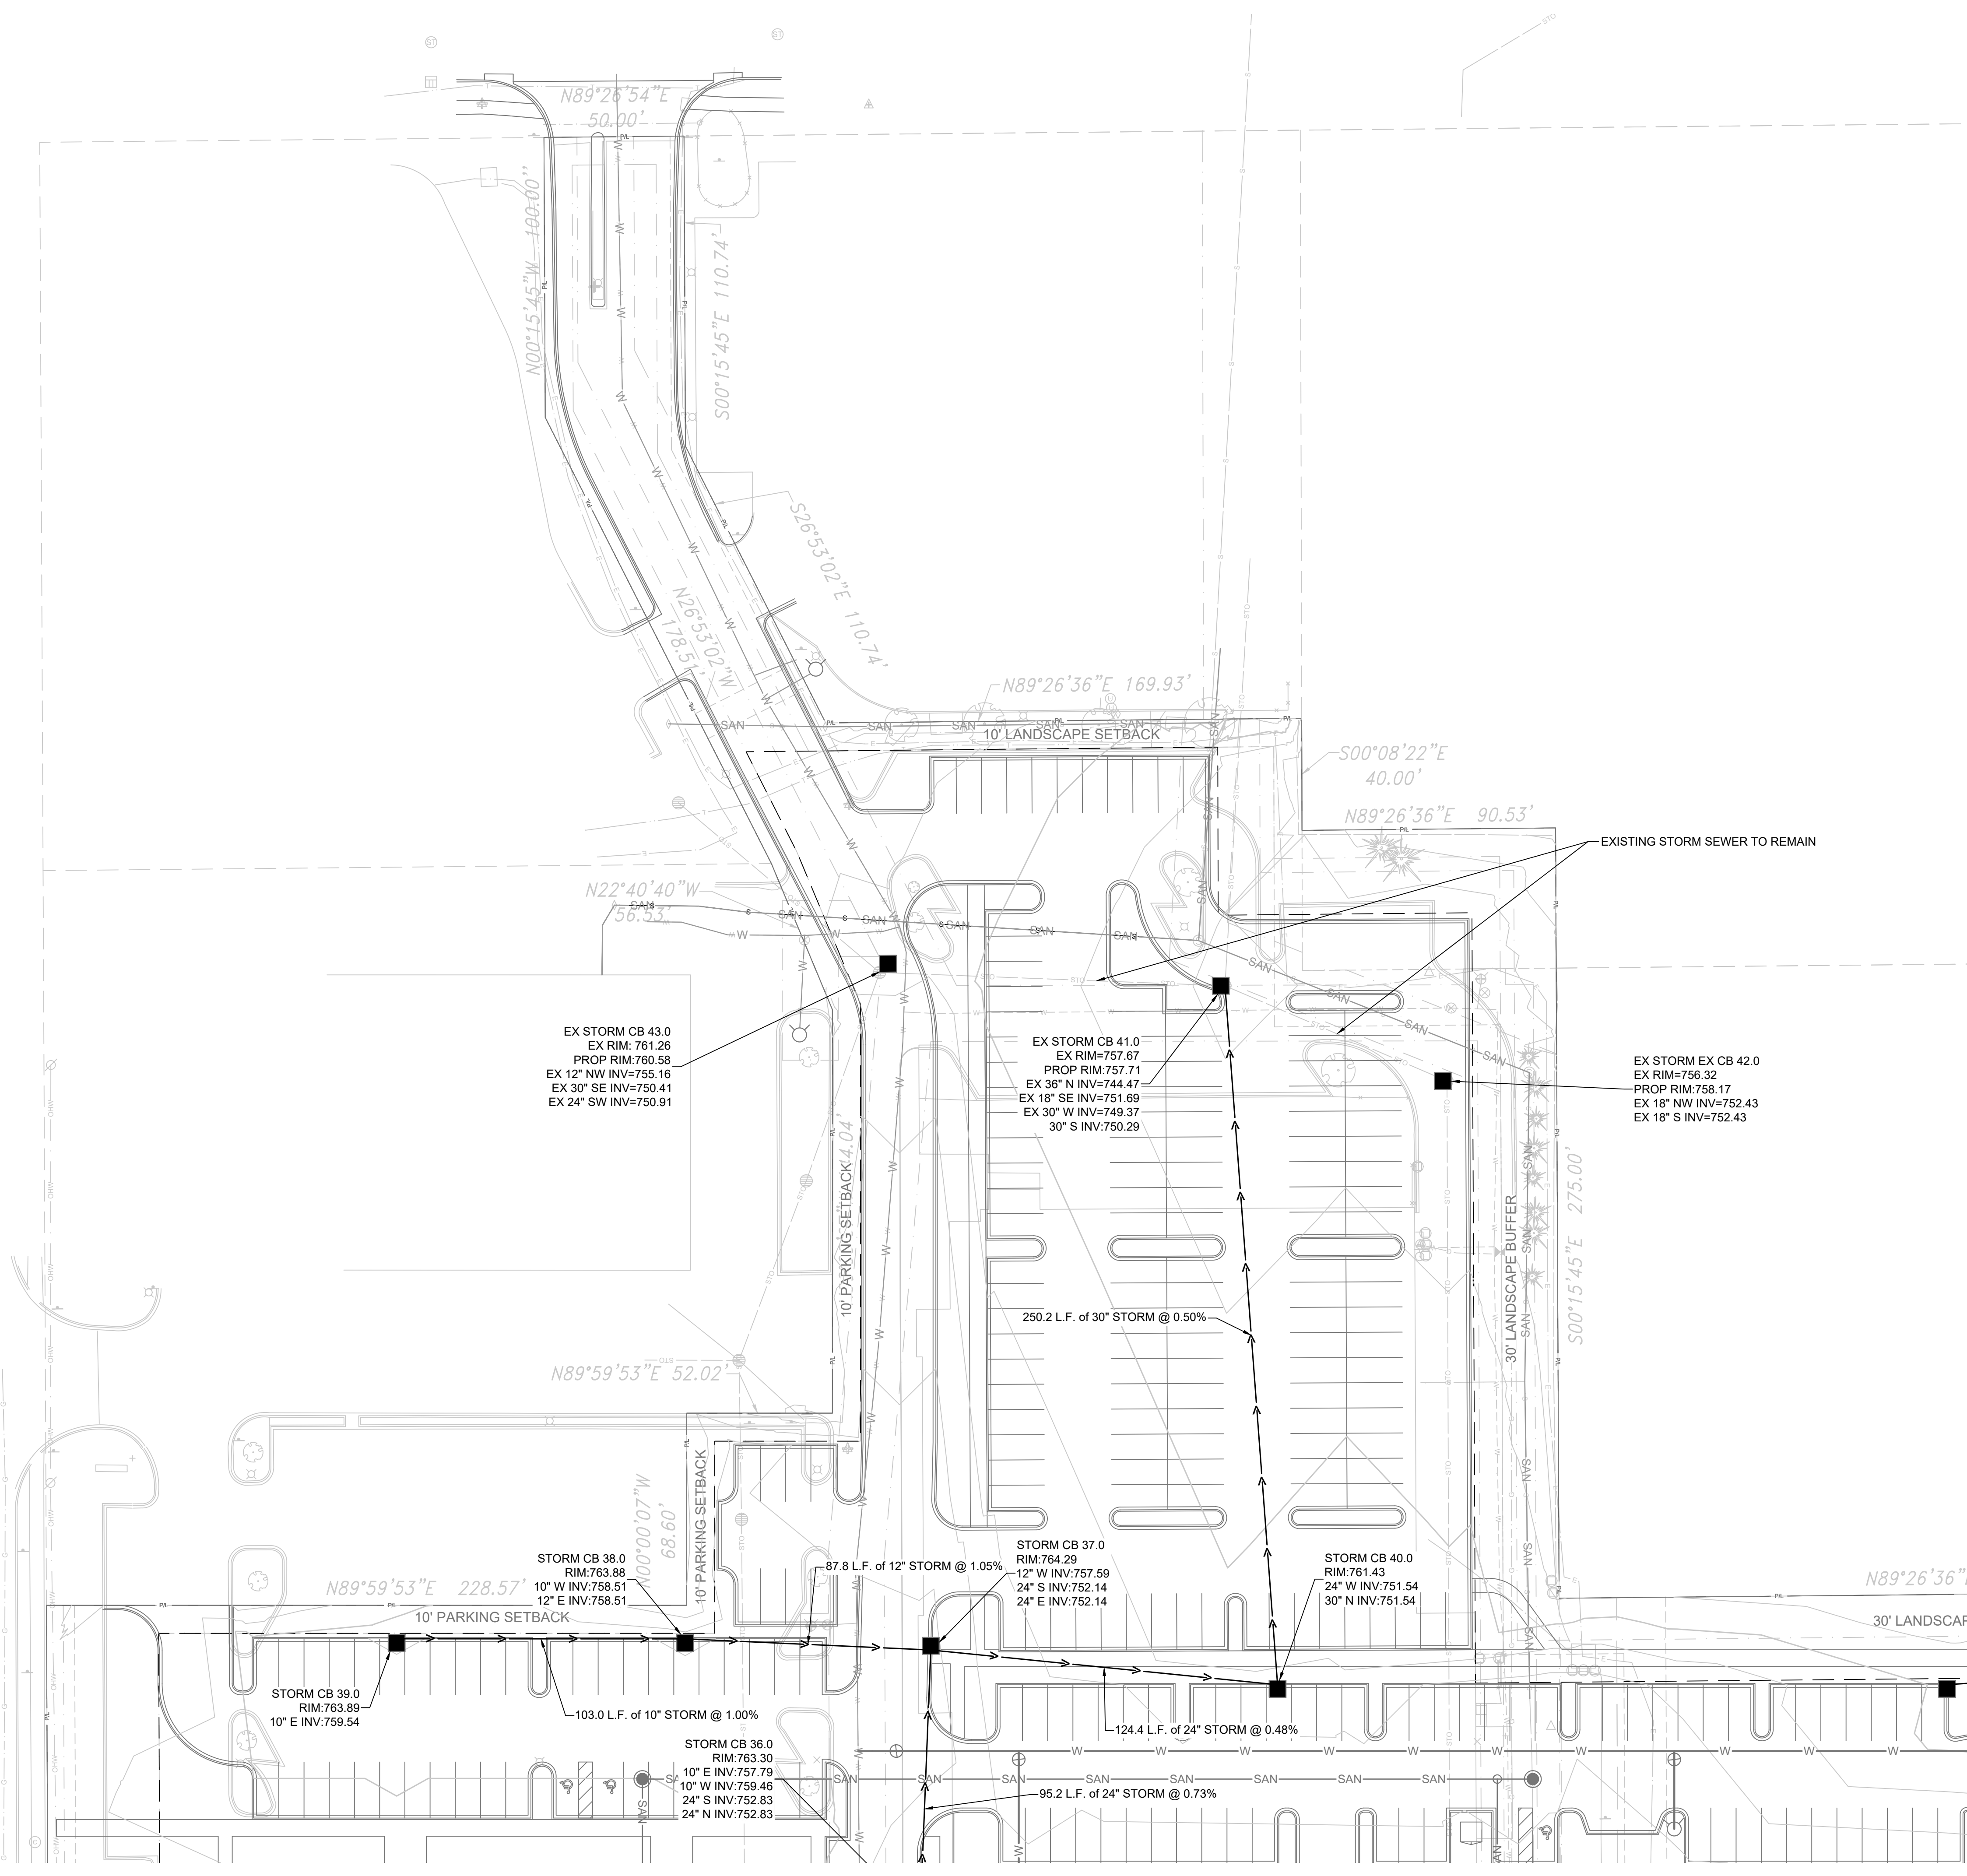 N89°26'54"E
50.00'
N00°15'45"W 100.00"
S00°15'45"E 110.74'
S26°53'02"E 110.74'
N26°53'02"W
178.51'
N89°26'36"E 169.93'
10' LANDSCAPE SETBACK
S00°08'22"E
40.00'
N89°26'36"E 90.53'
EXISTING STORM SEWER TO REMAIN
N22°40'40"W
56.53'
EX STORM CB 43.0
EX RIM: 761.26
PROP RIM:760.58
EX 12" NW INV=755.16
EX 30" SE INV=750.41
EX 24" SW INV=750.91
EX STORM CB 41.0
EX RIM=757.67
PROP RIM:757.71
EX 36" N INV=744.47
EX 18" SE INV=751.69
EX 30" W INV=749.37
30" S INV:750.29
EX STORM EX CB 42.0
EX RIM=756.32
PROP RIM:758.17
EX 18" NW INV=752.43
EX 18" S INV=752.43
10' PARKING SETBACK
30' LANDSCAPE BUFFER
S00°15'45"E 275.00'
250.2 L.F. of 30" STORM @ 0.50%
N89°59'53"E 52.02'
10' PARKING SETBACK
N00°00'07"W
68.60'
STORM CB 38.0
RIM:763.88
10" W INV:758.51
12" E INV:758.51
87.8 L.F. of 12" STORM @ 1.05%
STORM CB 37.0
RIM:764.29
12" W INV:757.59
24" S INV:752.14
24" E INV:752.14
STORM CB 40.0
RIM:761.43
24" W INV:751.54
30" N INV:751.54
N89°59'53"E 228.57'
10' PARKING SETBACK
N89°26'36"
30' LANDSCAP
STORM CB 39.0
RIM:763.89
10" E INV:759.54
103.0 L.F. of 10" STORM @ 1.00%
124.4 L.F. of 24" STORM @ 0.48%
STORM CB 36.0
RIM:763.30
10" E INV:757.79
10" W INV:759.46
24" S INV:752.83
24" N INV:752.83
95.2 L.F. of 24" STORM @ 0.73%